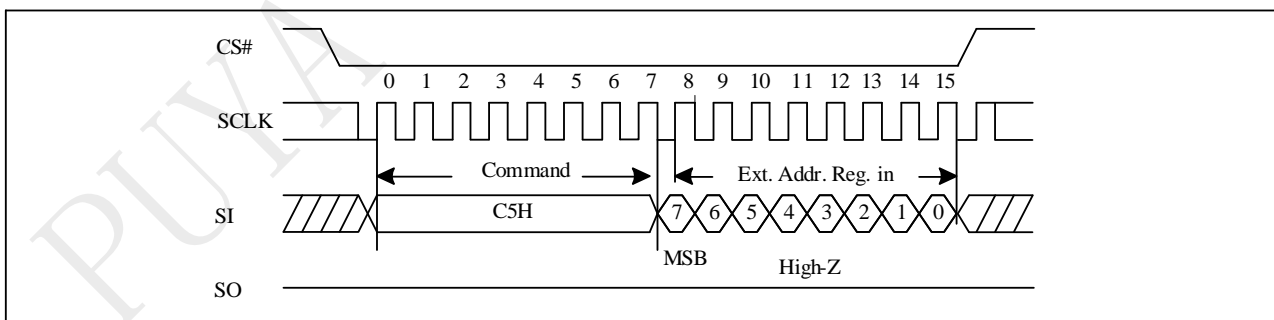 PUYA
CS#
0 1 2 3 4 5 6 7 8 9 10 11 12 13 14 15
SCLK
Command Ext. Addr. Reg. in
SI C5H 7 6 5 4 3 2 1 0
MSB High-Z
SO